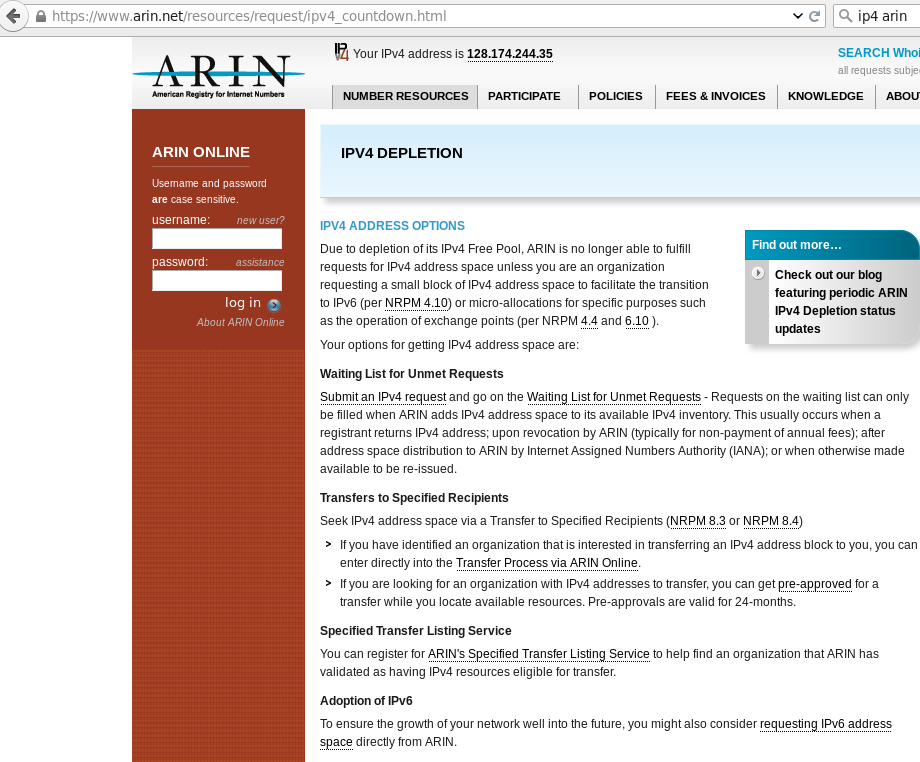 https://www.arin.net/resources/request/ipv4_countdown.html
ip4 arin
ARIN
American Registry for Internet Numbers
IP4 Your IPv4 address is 128.174.244.35
SEARCH
all requests
NUMBER RESOURCES PARTICIPATE POLICIES FEES & INVOICES KNOWLEDGE
ARIN ONLINE
Username and password
are case sensitive.
username: new user?
password: assistance
log in
About ARIN Online
IPV4 DEPLETION
IPV4 ADDRESS OPTIONS
Due to depletion of its IPv4 Free Pool, ARIN is no longer able to fulfill
requests for IPv4 address space unless you are an organization
requesting a small block of IPv4 address space to facilitate the transition
to IPv6 (per NRPM 4.10) or micro-allocations for specific purposes such
as the operation of exchange points (per NRPM 4.4 and 6.10 ).
Your options for getting IPv4 address space are:
Find out more…
Check out our blog
featuring periodic ARIN
IPv4 Depletion status
updates
Waiting List for Unmet Requests
Submit an IPv4 request and go on the Waiting List for Unmet Requests - Requests on the waiting list can only
be filled when ARIN adds IPv4 address space to its available IPv4 inventory. This usually occurs when a
registrant returns IPv4 address; upon revocation by ARIN (typically for non-payment of annual fees); after
address space distribution to ARIN by Internet Assigned Numbers Authority (IANA); or when otherwise made
available to be re-issued.
Transfers to Specified Recipients
Seek IPv4 address space via a Transfer to Specified Recipients (NRPM 8.3 or NRPM 8.4)
If you have identified an organization that is interested in transferring an IPv4 address block to you, you can
enter directly into the Transfer Process via ARIN Online.
If you are looking for an organization with IPv4 addresses to transfer, you can get pre-approved for a
transfer while you locate available resources. Pre-approvals are valid for 24-months.
Specified Transfer Listing Service
You can register for ARIN's Specified Transfer Listing Service to help find an organization that ARIN has
validated as having IPv4 resources eligible for transfer.
Adoption of IPv6
To ensure the growth of your network well into the future, you might also consider requesting IPv6 address
space directly from ARIN.